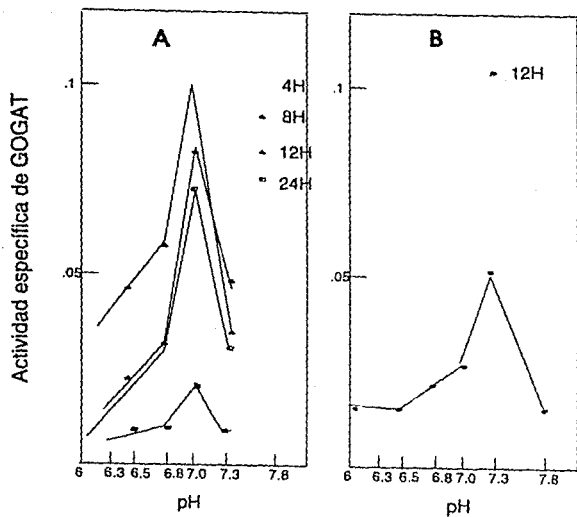 Actividad específica de GOGAT
A
4H
8H
12H
24H
.1
.05
6 6.3 6.5 6.8 7.0 7.3 7.8
pH
B
12H
.1
.05
6 6.3 6.5 6.8 7.0 7.3 7.8
pH